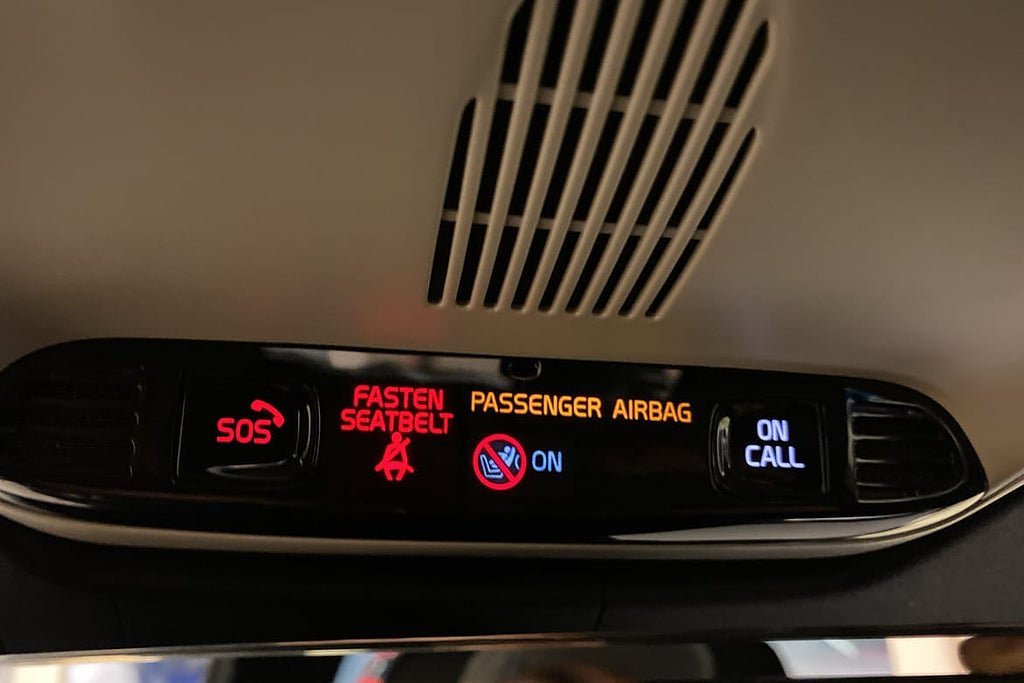 SOS
FASTEN
SEATBELT
PASSENGER AIRBAG
ON
ON
CALL